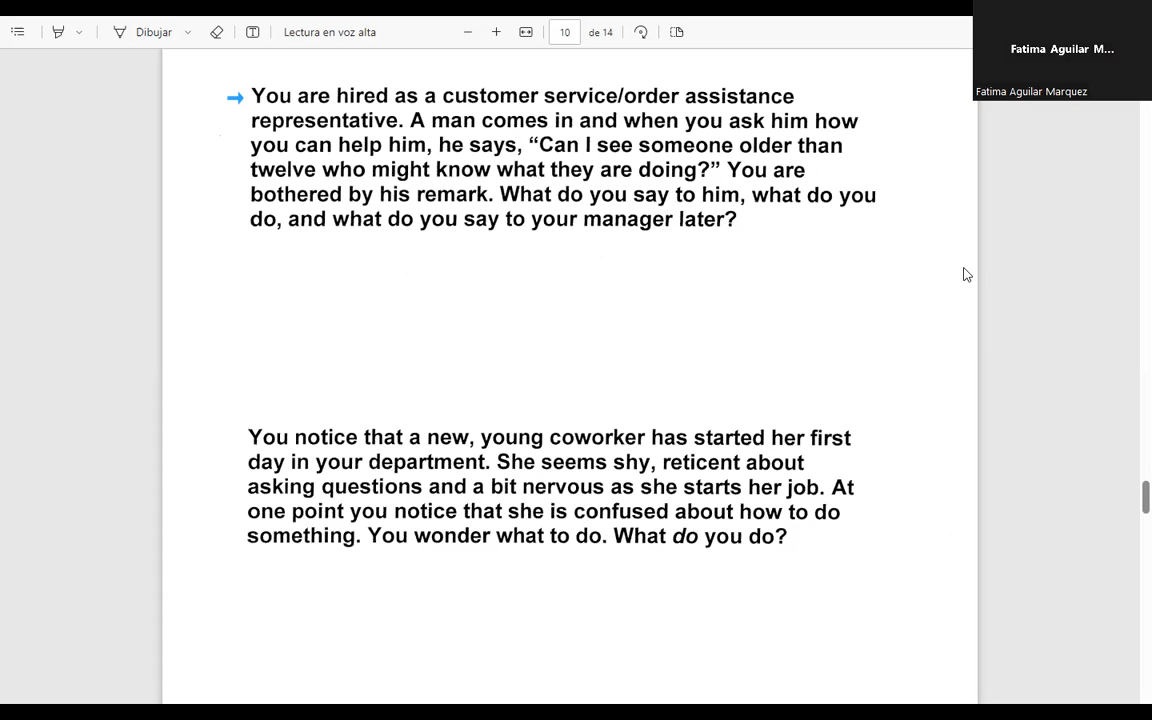 Dibujar
Lectura en voz alta
10
de 14
Fatima Aguilar M...
Fatima Aguilar Marquez
You are hired as a customer service/order assistance
representative. A man comes in and when you ask him how
you can help him, he says, “Can I see someone older than
twelve who might know what they are doing?” You are
bothered by his remark. What do you say to him, what do you
do, and what do you say to your manager later?
You notice that a new, young coworker has started her first
day in your department. She seems shy, reticent about
asking questions and a bit nervous as she starts her job. At
one point you notice that she is confused about how to do
something. You wonder what to do. What do you do?